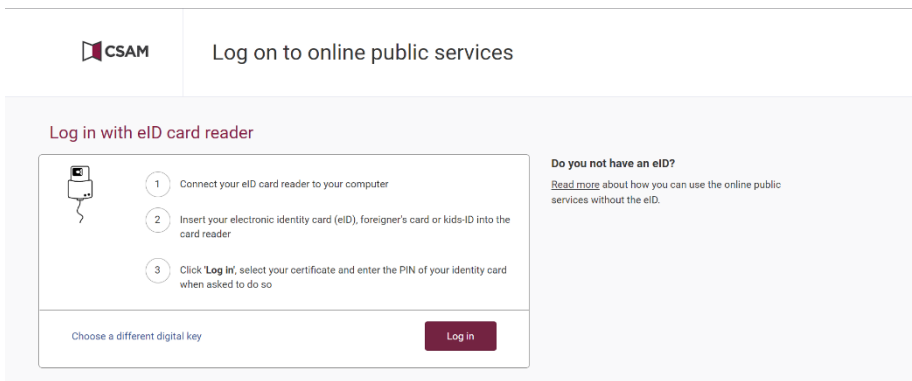 CSAM
Log on to online public services
Log in with eID card reader
1 Connect your eID card reader to your computer
2 Insert your electronic identity card (eID), foreigner's card or kids-ID into the
card reader
3 Click 'Log in', select your certificate and enter the PIN of your identity card
when asked to do so
Choose a different digital key
Log in
Do you not have an eID?
Read more about how you can use the online public
services without the eID.